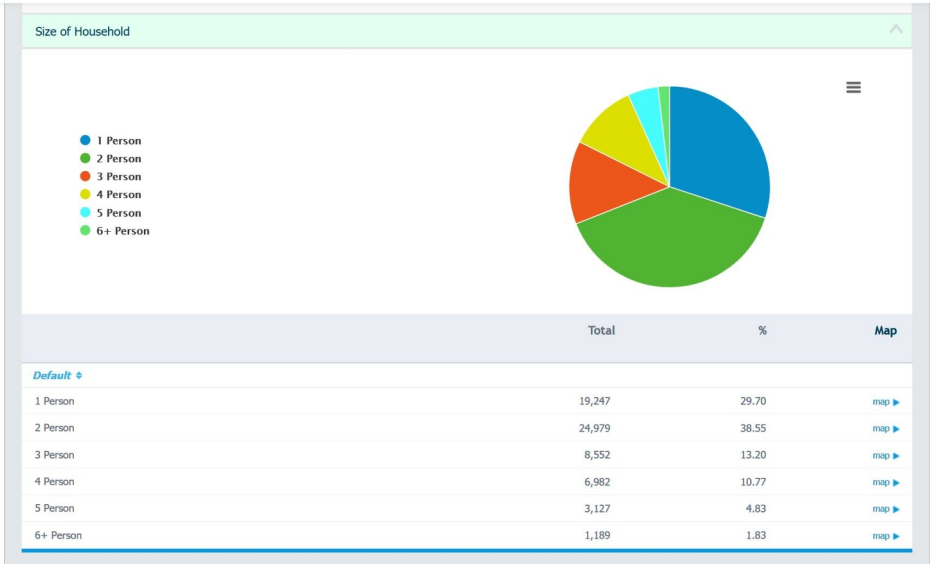 Size of Household
1 Person
2 Person
3 Person
4 Person
5 Person
6+ Person
Total % Map
Default
1 Person 19,247 29.70 map
2 Person 24,979 38.55 map
3 Person 8,552 13.20 map
4 Person 6,982 10.77 map
5 Person 3,127 4.83 map
6+ Person 1,189 1.83 map